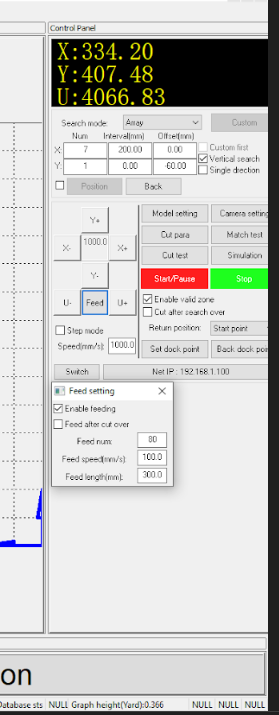 Control Panel
X:334.20
Y:407.48
U:4066.83
Search mode: Array Custom
Num Interval(mm) Offset(mm)
X: 7 200.00 0.00 Custom first
Vertical search
Y: 1 0.00 -60.00 Single direction
Position Back
Y+ Model setting Camera setting
X- 1000.0 X+ Cut para Match test
Cut test Simulation
Y- Start/Pause Stop
U- Feed U+ Enable valid zone
Cut after search over
Step mode Return position: Start point
Speed(mm/s): 1000.0 Set dock point Back dock poi
Switch Net IP : 192.168.1.100
Feed setting
Enable feeding
Feed after cut over
Feed num: 80
Feed speed(mm/s): 100.0
Feed length(mm): 300.0
on
Database sts NULL Graph height(Yard):0.366 NULL NULL NULL